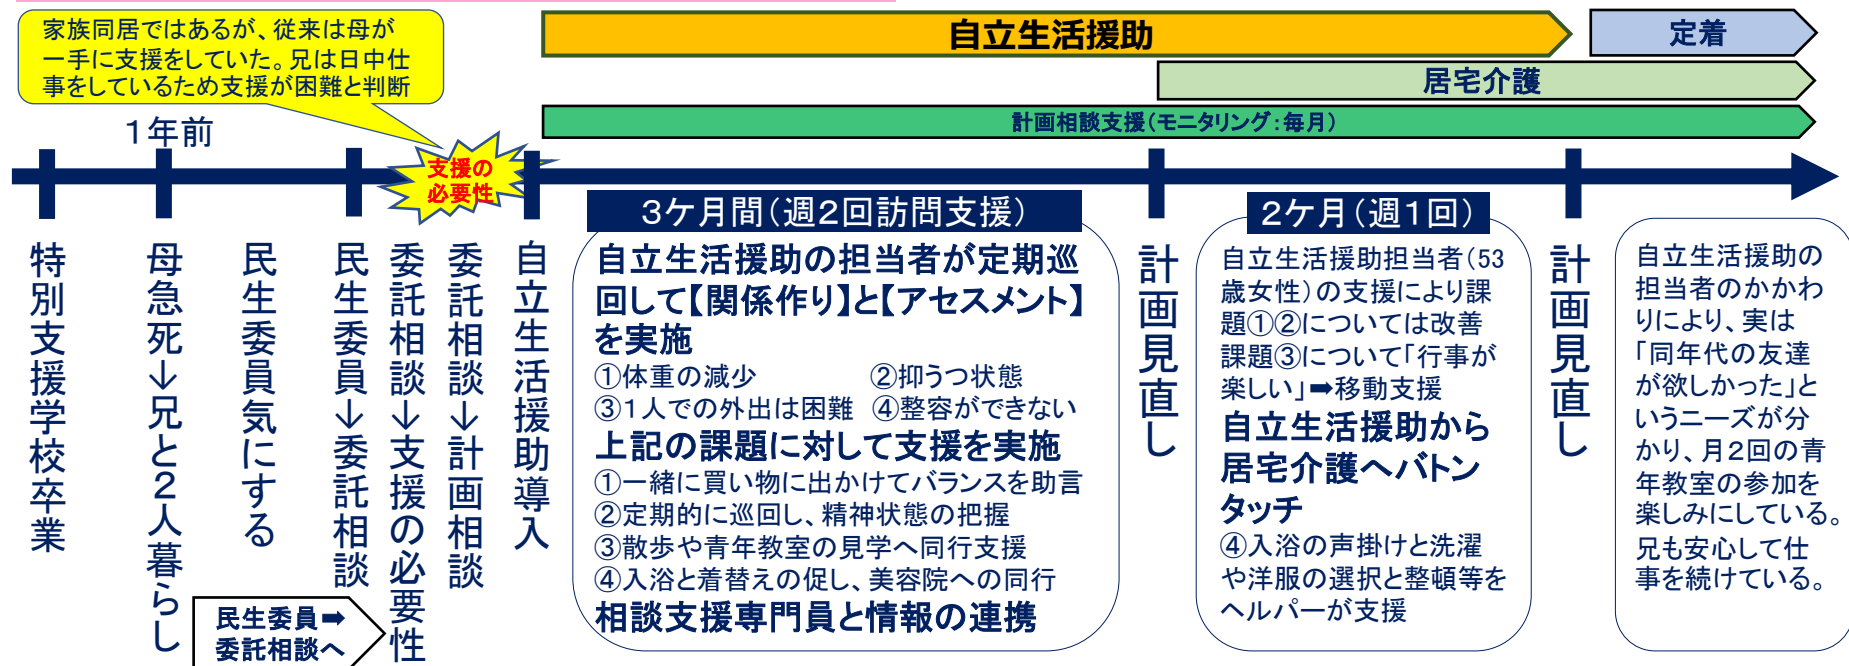 家族同居ではあるが、従来は母が
一手に支援をしていた。兄は日中仕
事をしているため支援が困難と判断
自立生活援助
定着
居宅介護
計画相談支援(モニタリング:毎月)
1年前
支援の
必要性
特別支援学校卒業
母急死↓兄と2人暮らし
民生委員気にする
民生委員↓委託相談
委託相談↓支援の必要性
委託相談↓計画相談
自立生活援助導入
民生委員➡
委託相談へ
3ケ月間(週2回訪問支援)
自立生活援助の担当者が定期巡
回して【関係作り】と【アセスメント】
を実施
①体重の減少 ②抑うつ状態
③1人での外出は困難 ④整容ができない
上記の課題に対して支援を実施
①一緒に買い物に出かけてバランスを助言
②定期的に巡回し、精神状態の把握
③散歩や青年教室の見学へ同行支援
④入浴と着替えの促し、美容院への同行
相談支援専門員と情報の連携
計画見直し
2ケ月(週1回)
自立生活援助担当者(53
歳女性)の支援により課
題①②については改善
課題③について「行事が
楽しい」➡移動支援
自立生活援助から
居宅介護へバトン
タッチ
④入浴の声掛けと洗濯
や洋服の選択と整頓等を
ヘルパーが支援
計画見直し
自立生活援助の
担当者のかかわ
りにより、実は
「同年代の友達
が欲しかった」と
いうニーズが分
かり、月2回の青
年教室の参加を
楽しみにしている。
兄も安心して仕
事を続けている。